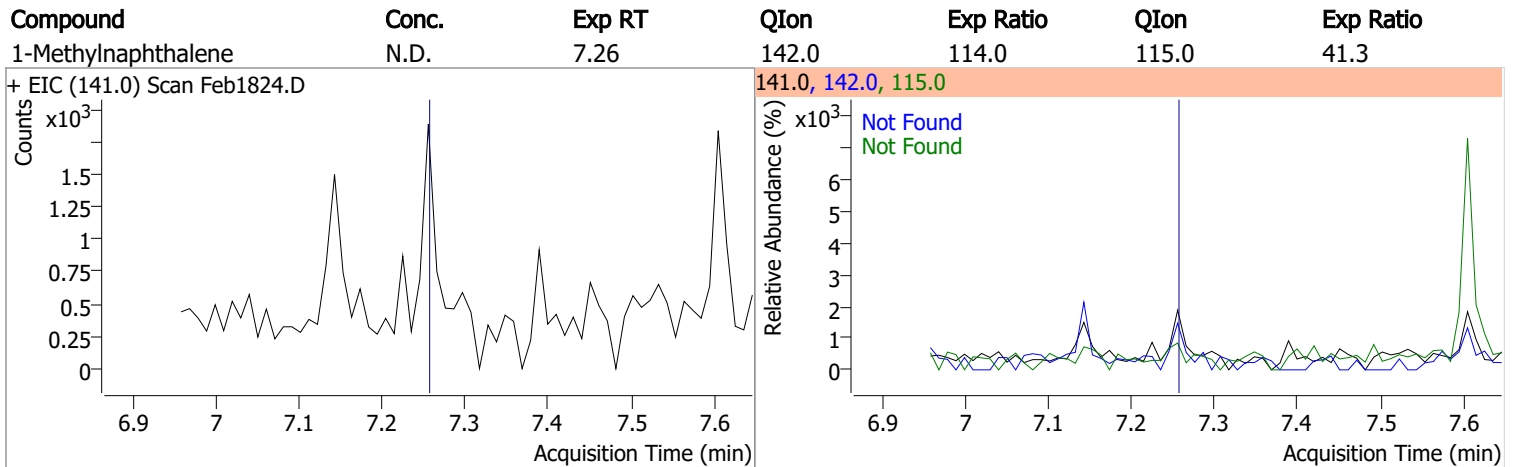 Compound Conc. Exp RT QIon Exp Ratio QIon Exp Ratio
1-Methylnaphthalene N.D. 7.26 142.0 114.0 115.0 41.3
+ EIC (141.0) Scan Feb1824.D
Counts
x10³
1.5
1.25
1
0.75
0.5
0.25
0
6.9 7 7.1 7.2 7.3 7.4 7.5 7.6
Acquisition Time (min)
141.0, 142.0, 115.0
Relative Abundance (%)
x10³
Not Found
Not Found
6
5
4
3
2
1
0
6.9 7 7.1 7.2 7.3 7.4 7.5 7.6
Acquisition Time (min)